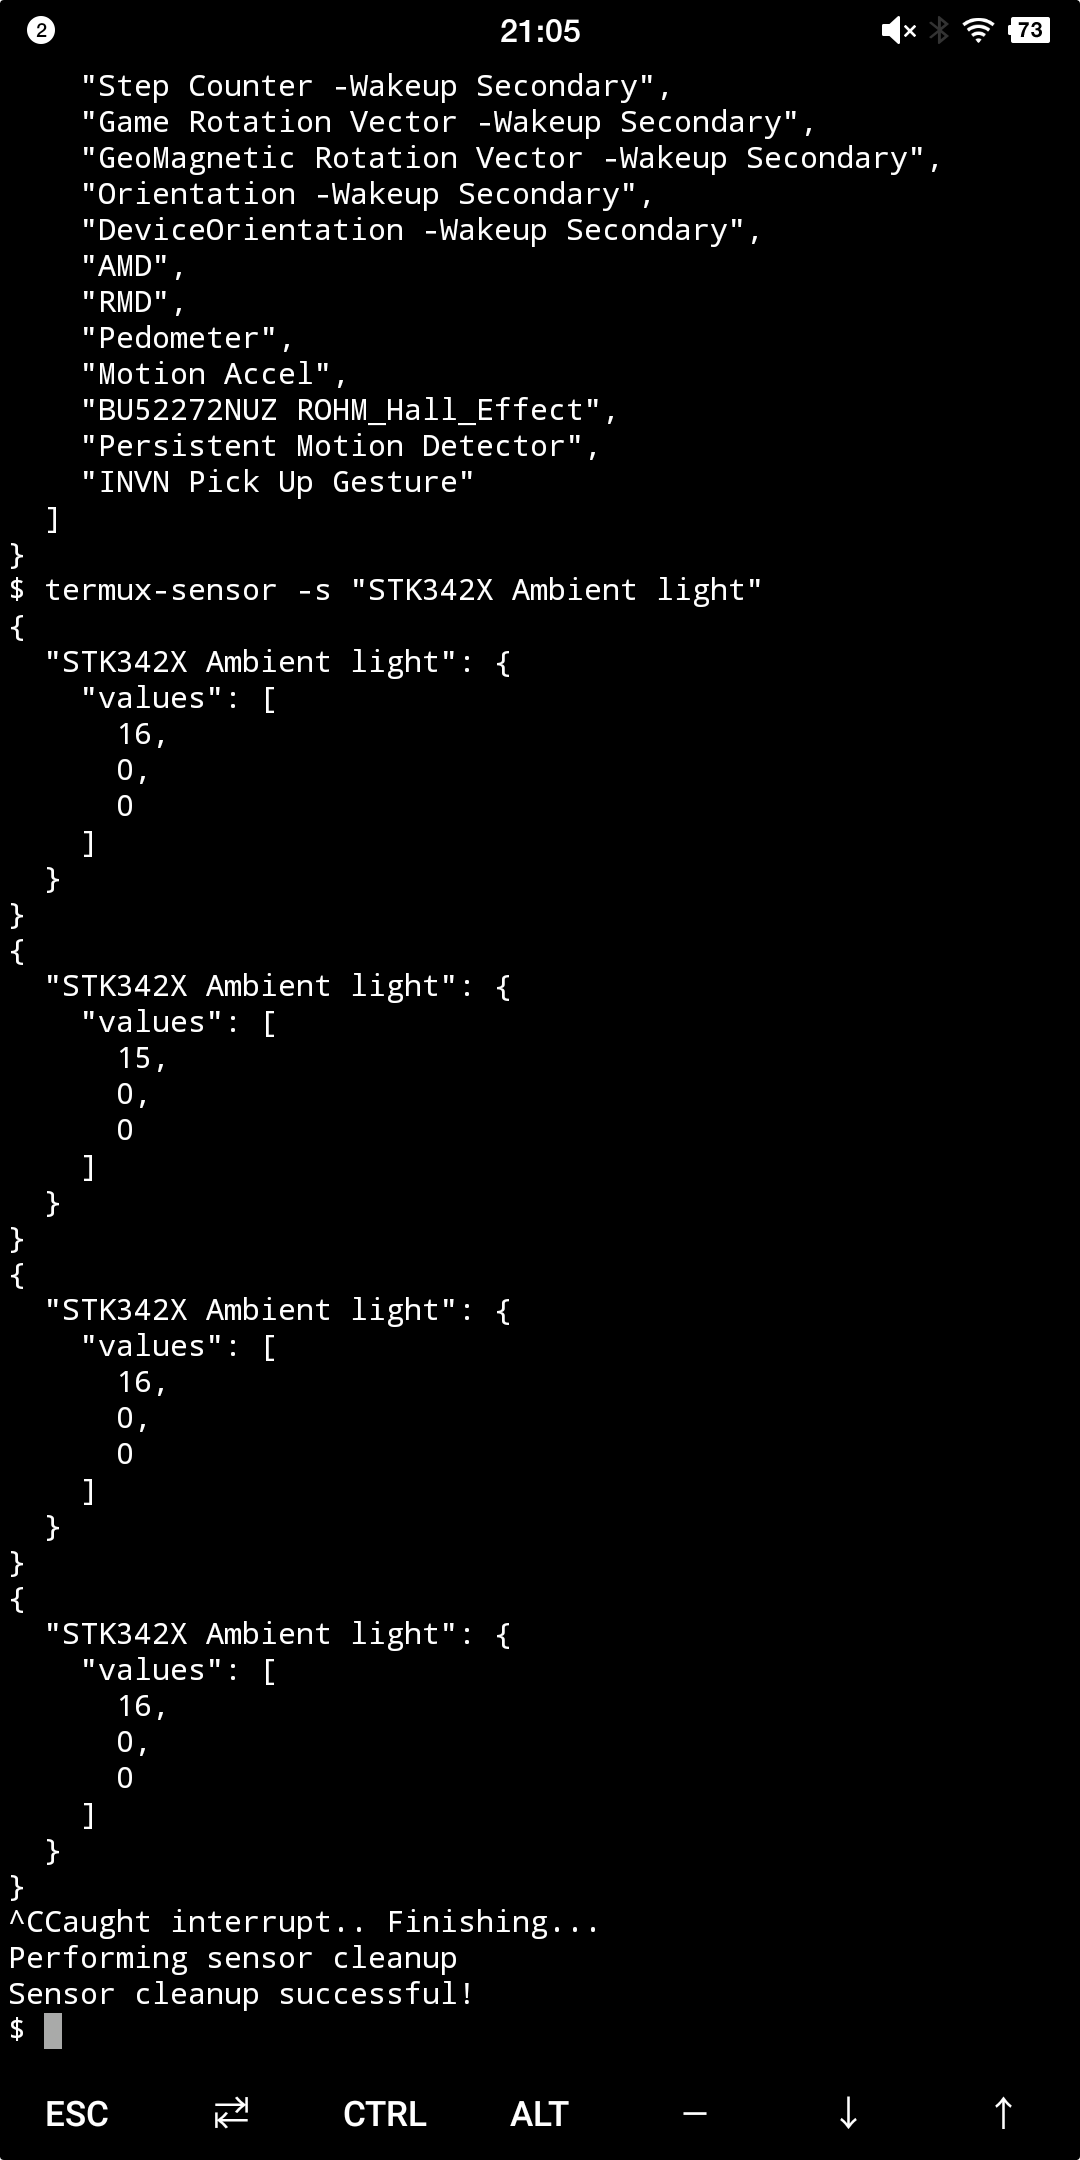 2 21:05 73
"Step Counter -Wakeup Secondary",
"Game Rotation Vector -Wakeup Secondary",
"GeoMagnetic Rotation Vector -Wakeup Secondary",
"Orientation -Wakeup Secondary",
"DeviceOrientation -Wakeup Secondary",
"AMD",
"RMD",
"Pedometer",
"Motion Accel",
"BU52272NUZ ROHM_Hall_Effect",
"Persistent Motion Detector",
"INVN Pick Up Gesture"
]
}
$ termux-sensor -s "STK342X Ambient light"
{
"STK342X Ambient light": {
"values": [
16,
0,
0
]
}
}
{
"STK342X Ambient light": {
"values": [
15,
0,
0
]
}
}
{
"STK342X Ambient light": {
"values": [
16,
0,
0
]
}
}
{
"STK342X Ambient light": {
"values": [
16,
0,
0
]
}
}
^CCaught interrupt.. Finishing...
Performing sensor cleanup
Sensor cleanup successful!
$
ESC ⇄ CTRL ALT — ↓ ↑